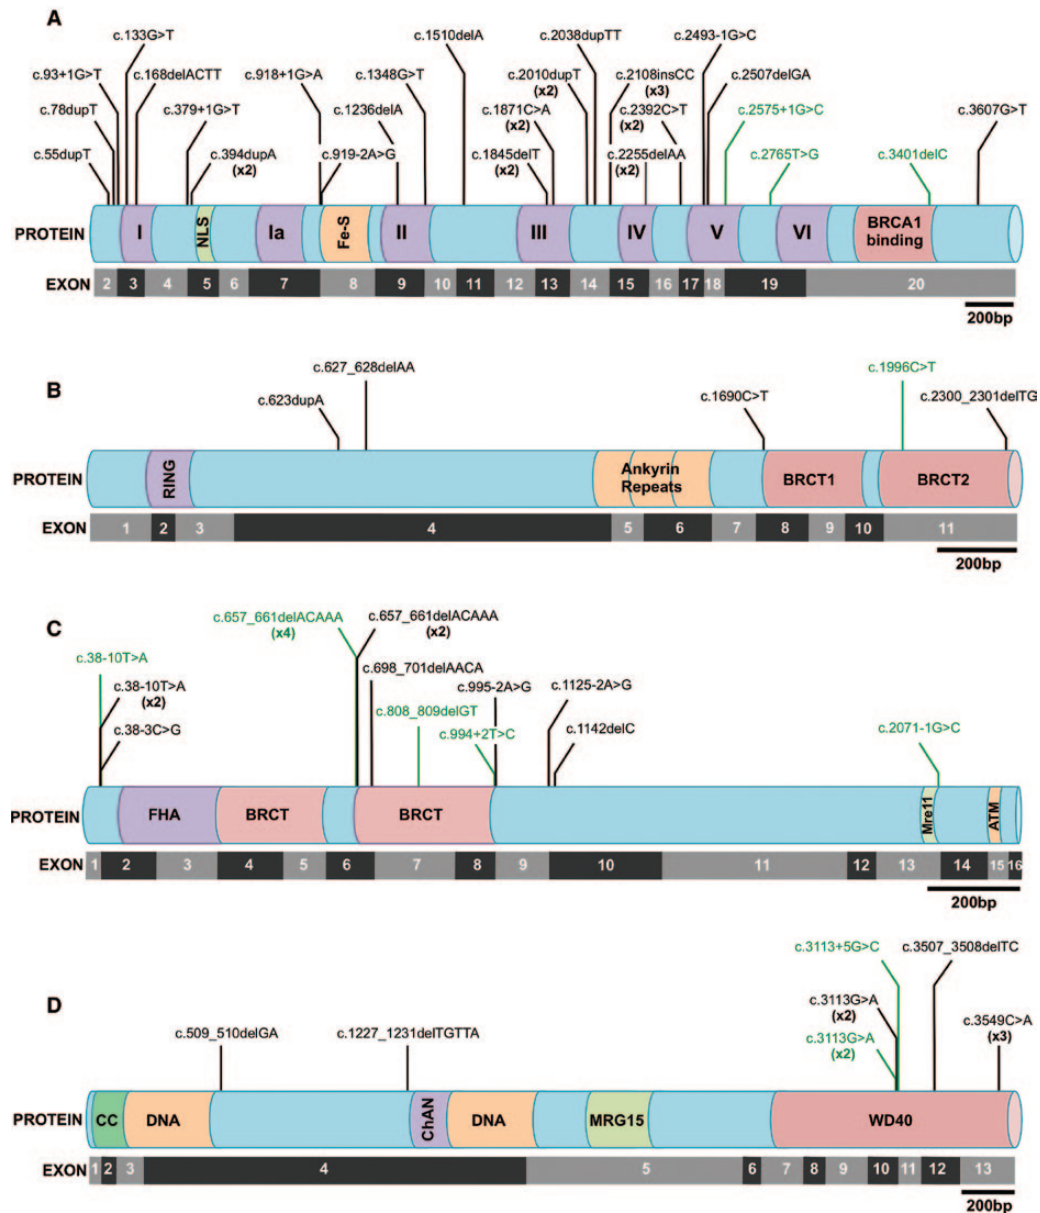 A
c.133G>T
c.1510delA
c.2038dupTT
c.2493-1G>C
c.93+1G>T
c.168delACTT
c.918+1G>A
c.1348G>T
c.2010dupT
(x2)
c.2108insCC
(x3)
c.2507delGA
c.78dupT
c.379+1G>T
c.1236delA
c.1871C>A
(x2)
c.2392C>T
(x2)
c.2575+1G>C
c.3607G>T
c.55dupT
c.394dupA
(x2)
c.919-2A>G
c.1845delT
(x2)
c.2255delAA
(x2)
c.2765T>G
c.3401delC
PROTEIN I NLS Ia Fe-S II III IV V VI BRCA1
binding
EXON 2 3 4 5 6 7 8 9 10 11 12 13 14 15 16 17 18 19 20
200bp
B
c.627_628delAA
c.1996C>T
c.623dupA
c.1690C>T
c.2300_2301delTG
PROTEIN RING Ankyrin
Repeats
BRCT1 BRCT2
EXON 1 2 3 4 5 6 7 8 9 10 11
200bp
C
c.657_661delACAAA
(x4)
c.657_661delACAAA
(x2)
c.38-10T>A
c.38-10T>A
(x2)
c.698_701delAACA
c.995-2A>G
c.1125-2A>G
c.38-3C>G
c.808_809delGT
c.994+2T>C
c.1142delC
c.2071-1G>C
PROTEIN FHA BRCT BRCT Mre11 ATM
EXON 1 2 3 4 5 6 7 8 9 10 11 12 13 14 15 16
200bp
D
c.3113+5G>C
c.3507_3508delTC
c.509_510delGA
c.1227_1231delTGTTA
c.3113G>A
(x2)
c.3113G>A
(x2)
c.3549C>A
(x3)
PROTEIN CC DNA ChAN DNA MRG15 WD40
EXON 1 2 3 4 5 6 7 8 9 10 11 12 13
200bp